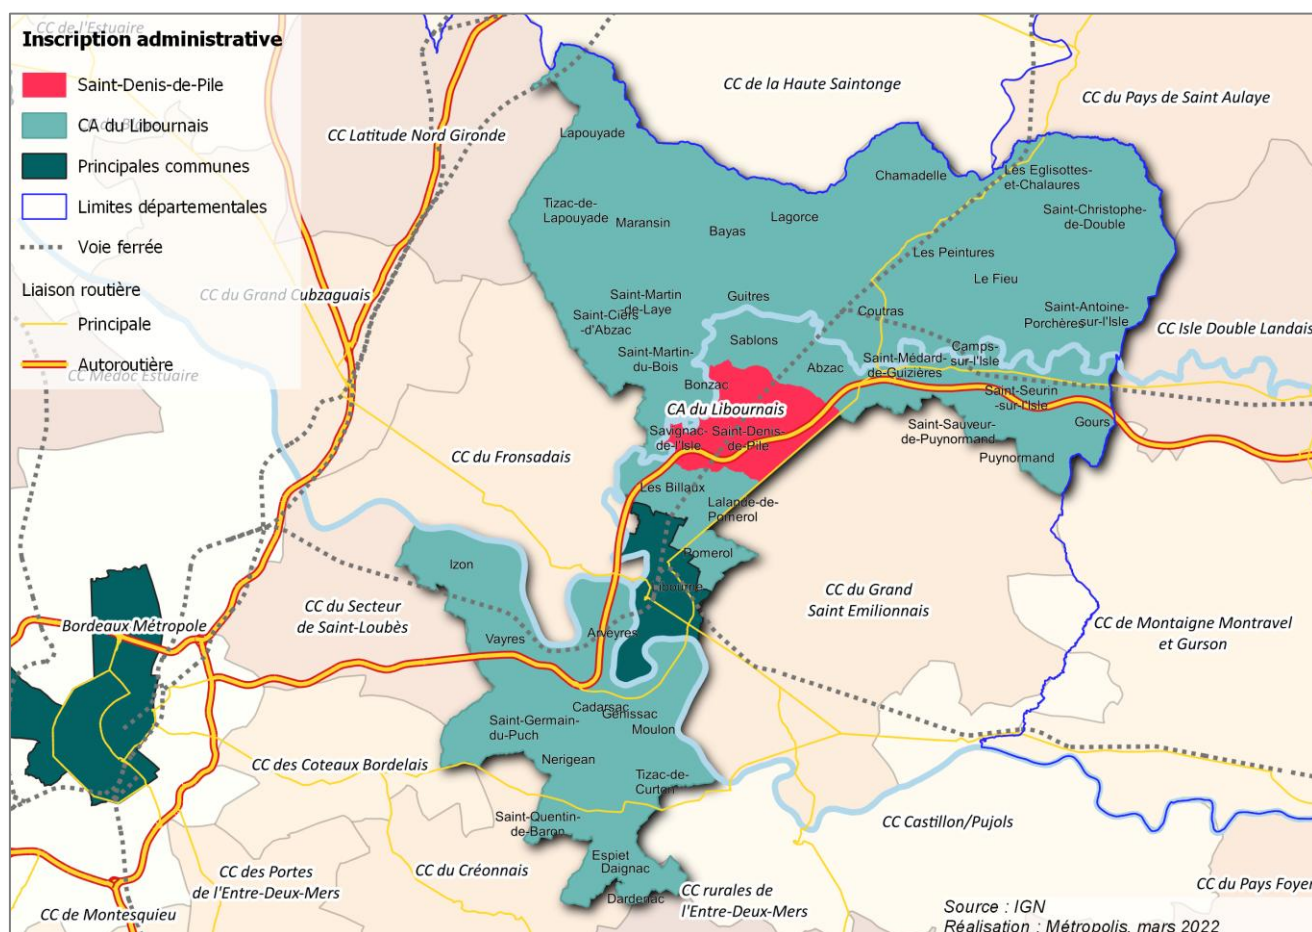 CC de l'Estuaire
Inscription administrative
Saint-Denis-de-Pile
CA du Libournais
Principales communes
Limites départementales
Voie ferrée
Liaison routière
Principale
Autoroutière
CC de la Haute Saintonge
CC du Pays de Saint Aulaye
CC Latitude Nord Gironde
Lapouyade
Chamadelle
Les Eglisottes-
et-Chalaures
Tizac-de-
Lapouyade
Maransin
Bayas
Lagorce
Saint-Christophe-
de-Double
Les Peintures
Le Fieu
CC du Grand Cubzaguais
Saint-Martin
de-Laye
Guitres
Saint-Ciers
-d'Abzac
Coutras
Saint-Antoine-
sur-l'Isle
Porchères
CC Isle Double Landais
Sablons
Camps-
sur-l'Isle
Saint-Martin-
du-Bois
Abzac
Saint-Médard-
de-Guizières
CC Médoc Estuaire
Bonzac
CA du Libournais
Saint-Seurin
-sur-l'Isle
Gours
Savignac-
de-l'Isle
Saint-Denis-
de-Pile
Saint-Sauveur-
de-Puynormand
Puynormand
CC du Fronsadais
Les Billaux
Lalande-de-
Pomerol
Pomerol
Izon
Libourne
CC du Grand
Saint Emilionnais
CC du Secteur
de Saint-Loubès
Bordeaux Métropole
Vayres
Arveyres
CC de Montaigne Montravel
et Gurson
Cadarsac
Génissac
Moulon
Saint-Germain-
du-Puch
CC des Coteaux Bordelais
Nerigean
Tizac-de-
Curton
Saint-Quentin-
de-Baron
CC Castillon/Pujols
Espiet
Daignac
Dardenac
CC des Portes
de l'Entre-Deux-Mers
CC du Créonnais
CC rurales de
l'Entre-Deux-Mers
CC du Pays Foyen
CC de Montesquieu
Source : IGN
Réalisation : Métropolis, mars 2022